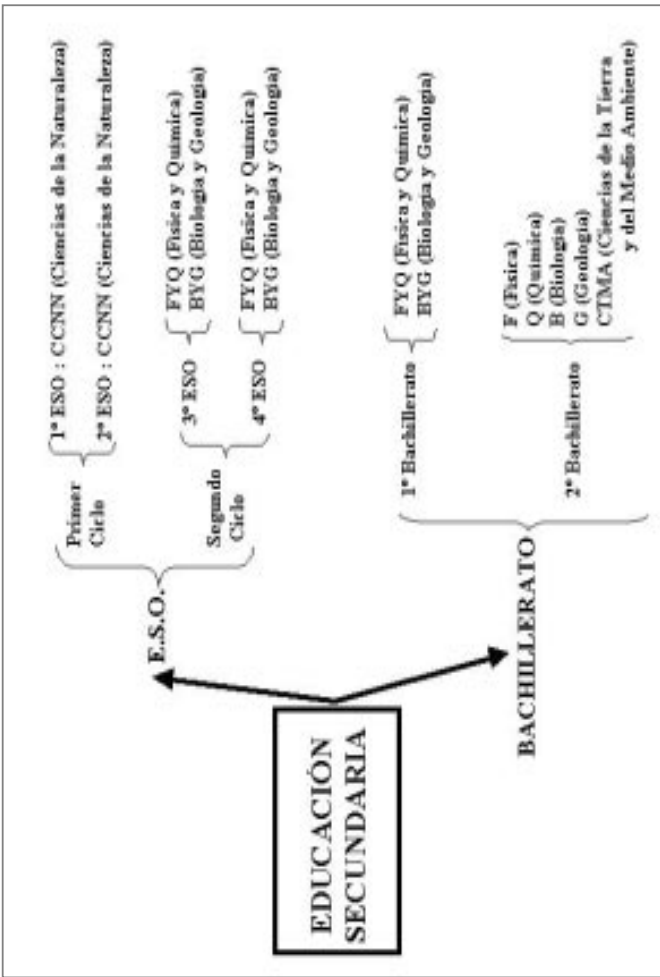 EDUCACIÓN
SECUNDARIA
E.S.O.
Primer
Ciclo
1º ESO : CCNN (Ciencias de la Naturaleza)
2º ESO : CCNN (Ciencias de la Naturaleza)
Segundo
Ciclo
3º ESO
FYQ (Física y Química)
BYG (Biología y Geología)
4º ESO
FYQ (Física y Química)
BYG (Biología y Geología)
BACHILLERATO
1º Bachillerato
FYQ (Física y Química)
BYG (Biología y Geología)
2º Bachillerato
F (Física)
Q (Química)
B (Biología)
G (Geología)
CTMA (Ciencias de la Tierra
y del Medio Ambiente)